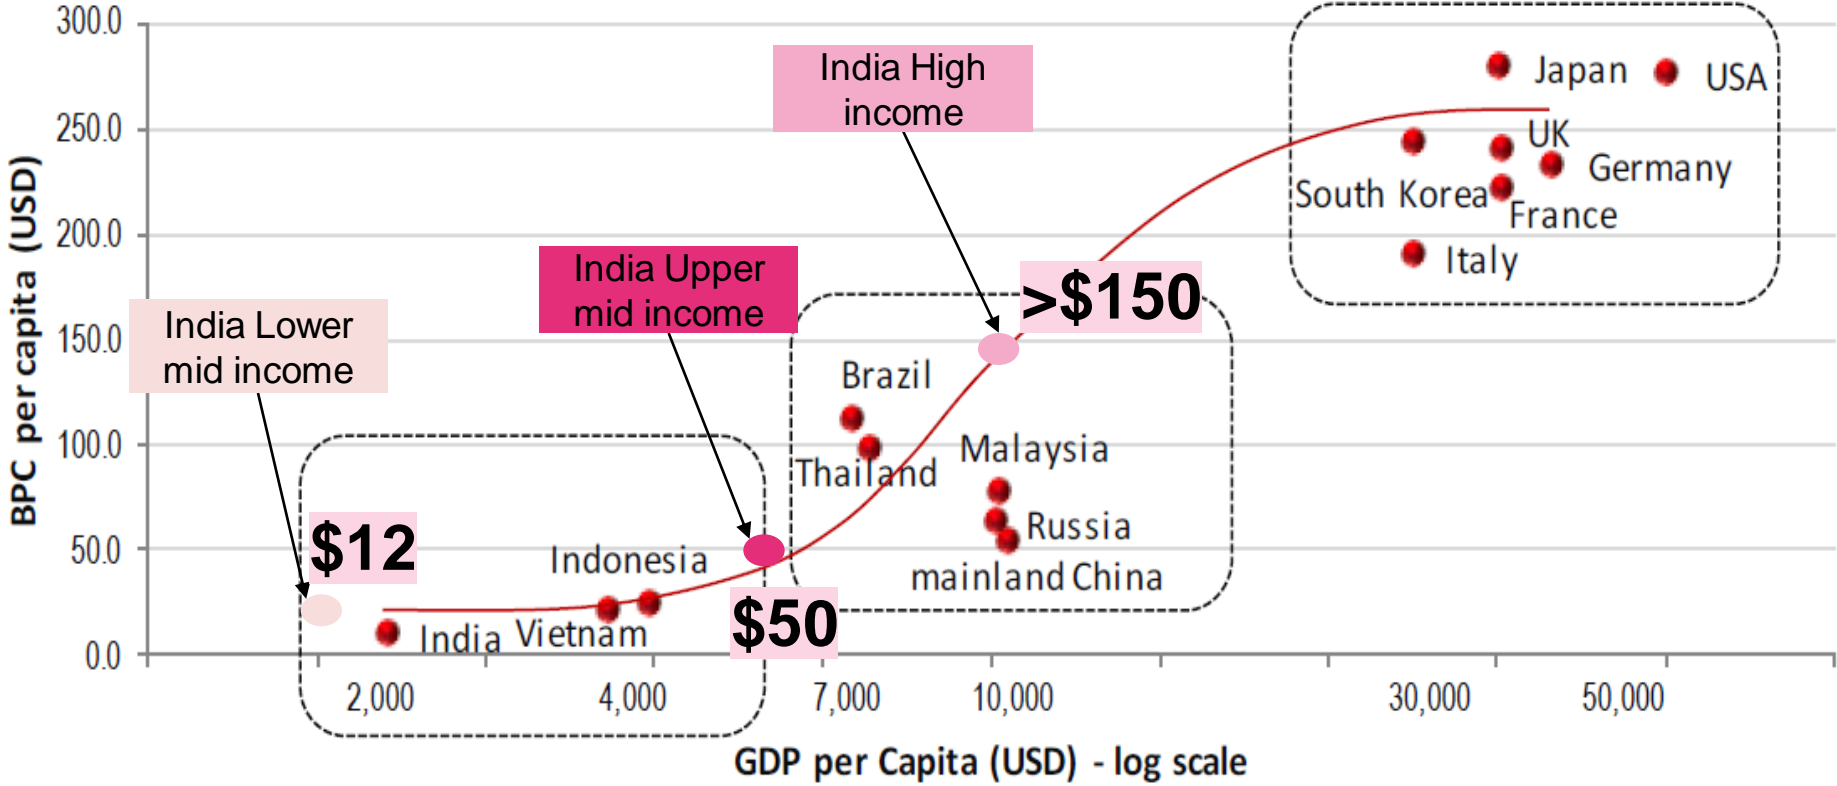 300.0
250.0
200.0
150.0
100.0
50.0
0.0
BPC per capita (USD)
India High
income
India Upper
mid income
India Lower
mid income
$12
$50
>$150
Japan
USA
UK
Germany
South Korea
France
Italy
Brazil
Thailand
Malaysia
Russia
mainland China
Indonesia
India
Vietnam
2,000
4,000
7,000
10,000
30,000
50,000
GDP per Capita (USD) - log scale